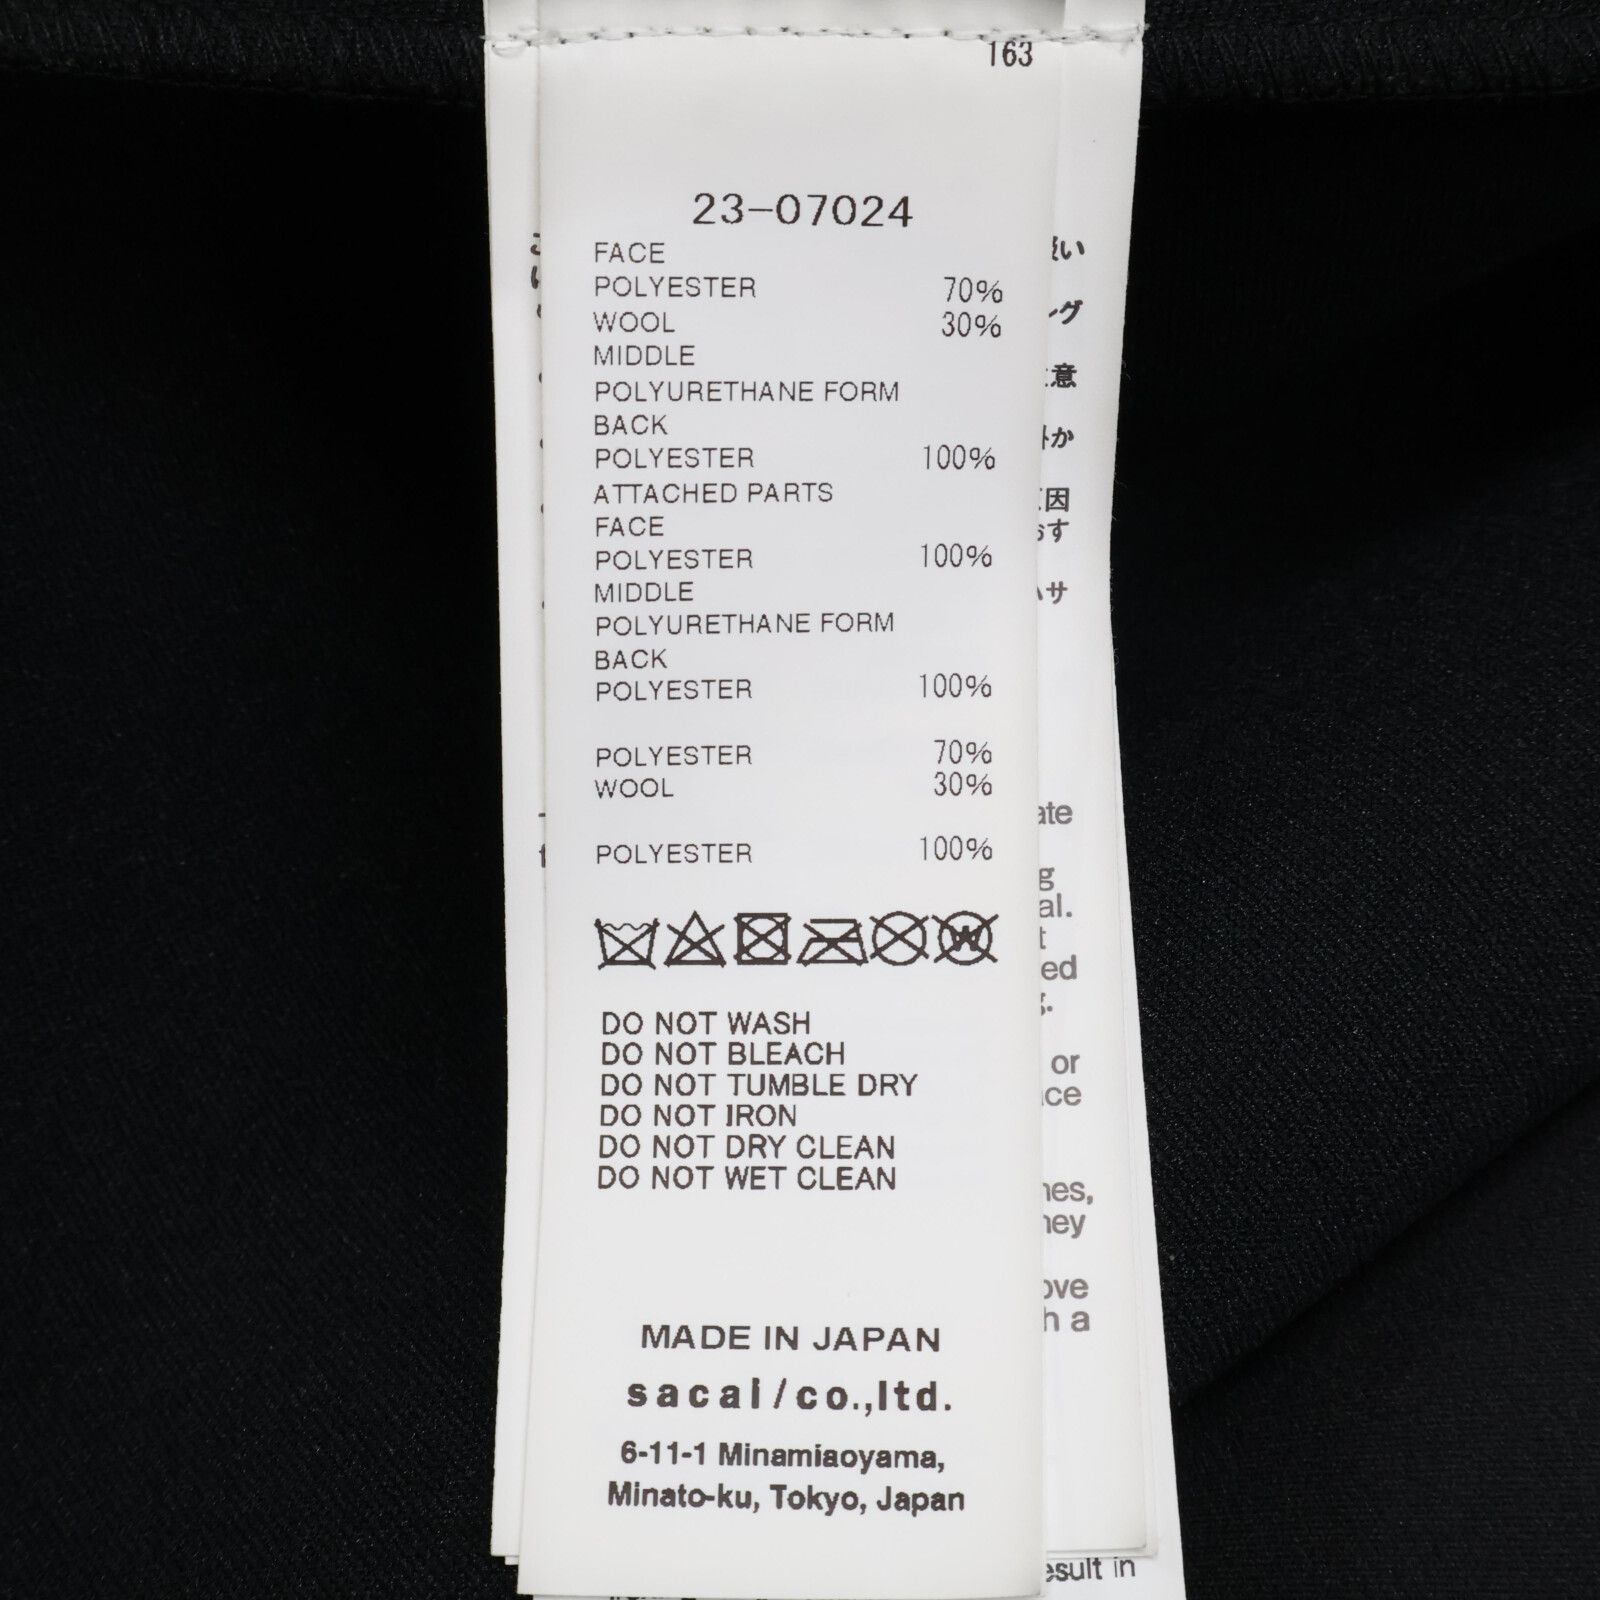 163
23-07024
FACE
POLYESTER 70%
WOOL 30%
MIDDLE
POLYURETHANE FORM
BACK
POLYESTER 100%
ATTACHED PARTS
FACE
POLYESTER 100%
MIDDLE
POLYURETHANE FORM
BACK
POLYESTER 100%
POLYESTER 70%
WOOL 30%
POLYESTER 100%
W
DO NOT WASH
DO NOT BLEACH
DO NOT TUMBLE DRY
DO NOT IRON
DO NOT DRY CLEAN
DO NOT WET CLEAN
MADE IN JAPAN
sacai/co.,ltd.
6-11-1 Minamiaoyama,
Minato-ku, Tokyo, Japan
or
a
in